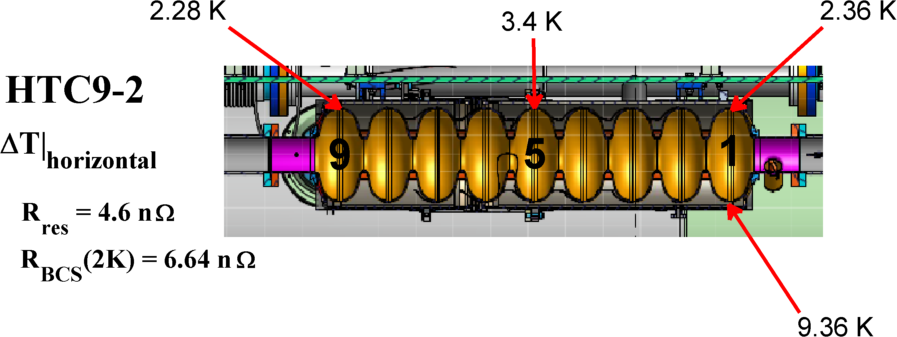 2.28 K
3.4 K
2.36 K
HTC9-2
ΔT|horizontal
9
5
1
Rres = 4.6 nΩ
RBCS(2K) = 6.64 nΩ
9.36 K